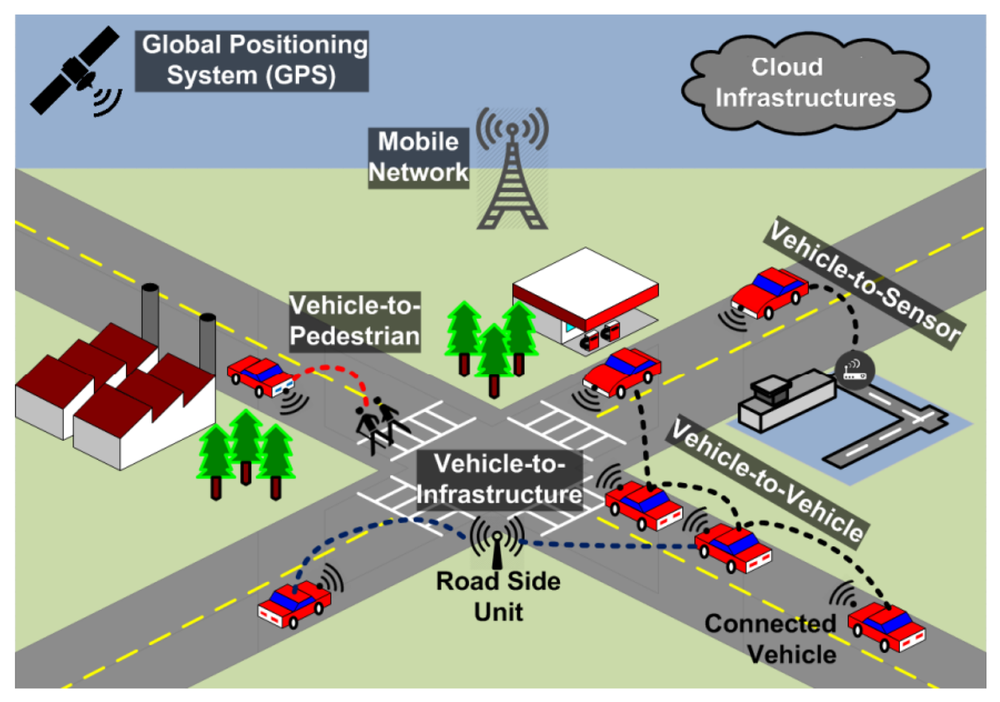 Global Positioning
System (GPS)
Cloud
Infrastructures
Mobile
Network
Vehicle-to-Sensor
Vehicle-to-
Pedestrian
Vehicle-to-Vehicle
Vehicle-to-
Infrastructure
Road Side
Unit
Connected
Vehicle